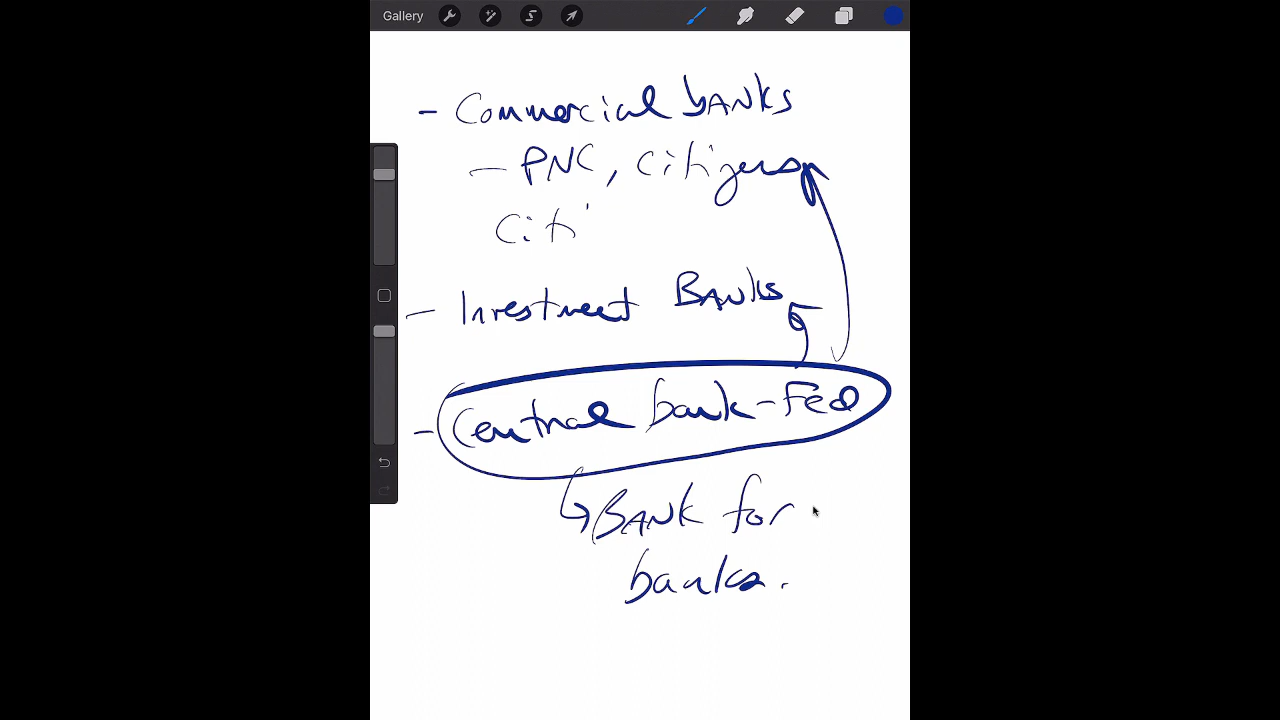 Gallery
- Commercial bANKS
- PNC, Citizens,
Citi
- Investment BANks
- Central bank-Fed
↳ BANK for
banks.